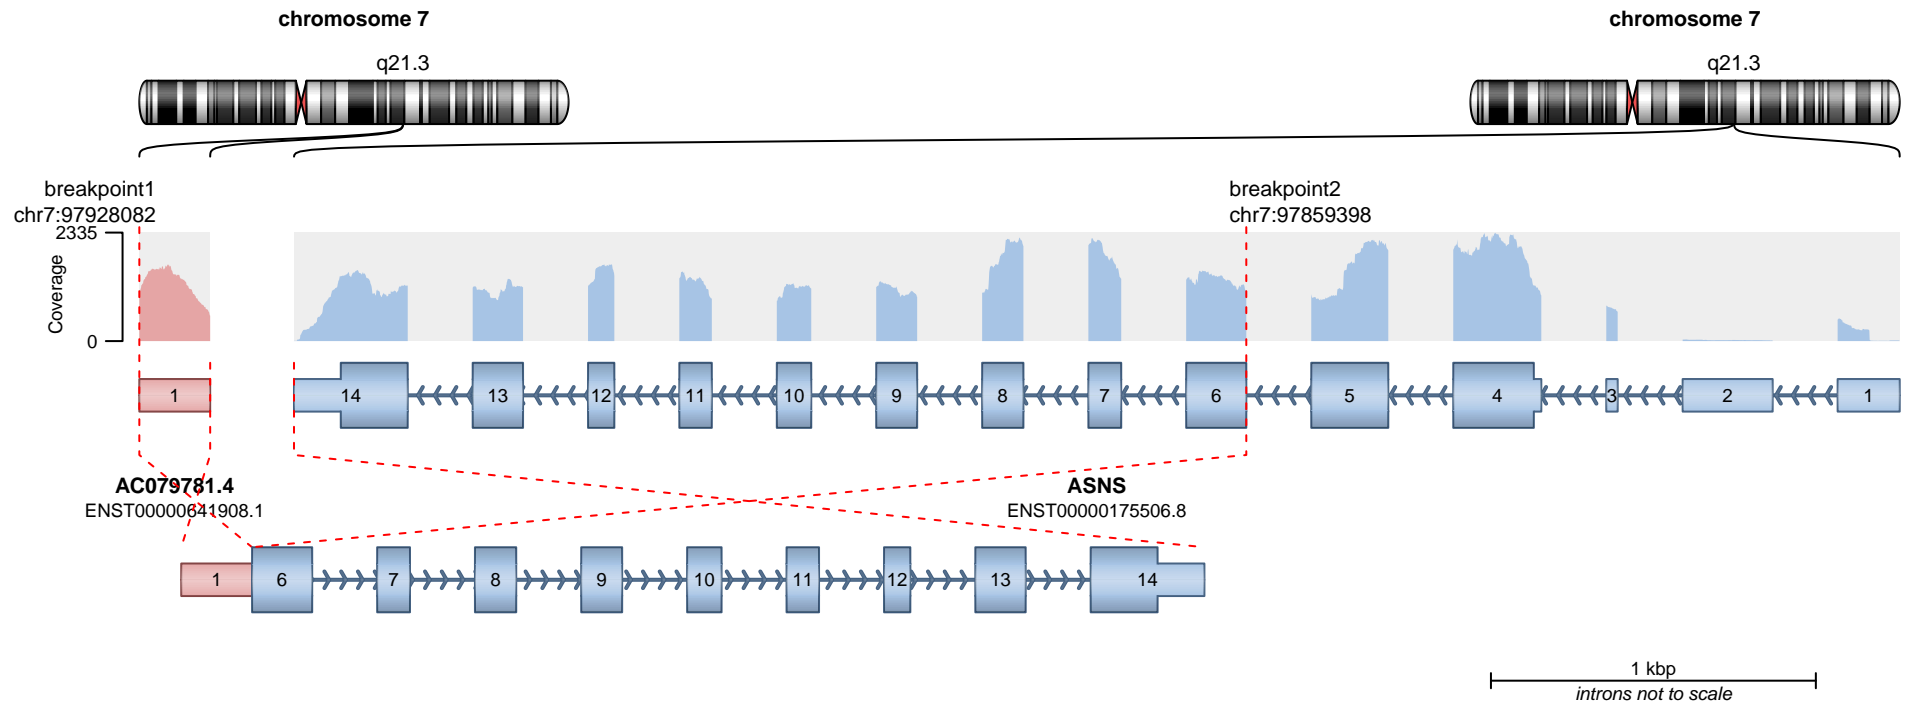 chromosome 7
chromosome 7
q21.3
q21.3
breakpoint1
chr7:97928082
breakpoint2
chr7:97859398
2335
Coverage
0
1
14
13
12
11
10
9
8
7
6
5
4
3
2
1
AC079781.4
ENST00000641908.1
ASNS
ENST00000175506.8
1
6
7
8
9
10
11
12
13
14
1 kbp
introns not to scale